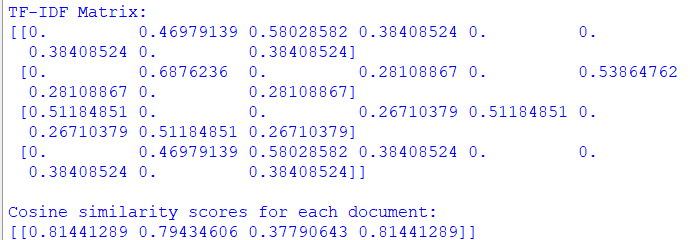 TF-IDF Matrix:
[[0.         0.46979139 0.58028582 0.38408524 0.         0.
  0.38408524 0.         0.38408524]
 [0.         0.6876236  0.         0.28108867 0.         0.53864762
  0.28108867 0.         0.28108867]
 [0.51184851 0.         0.         0.26710379 0.51184851 0.
  0.26710379 0.51184851 0.26710379]
 [0.         0.46979139 0.58028582 0.38408524 0.         0.
  0.38408524 0.         0.38408524]]
Cosine similarity scores for each document:
[[0.81441289 0.79434606 0.37790643 0.81441289]]